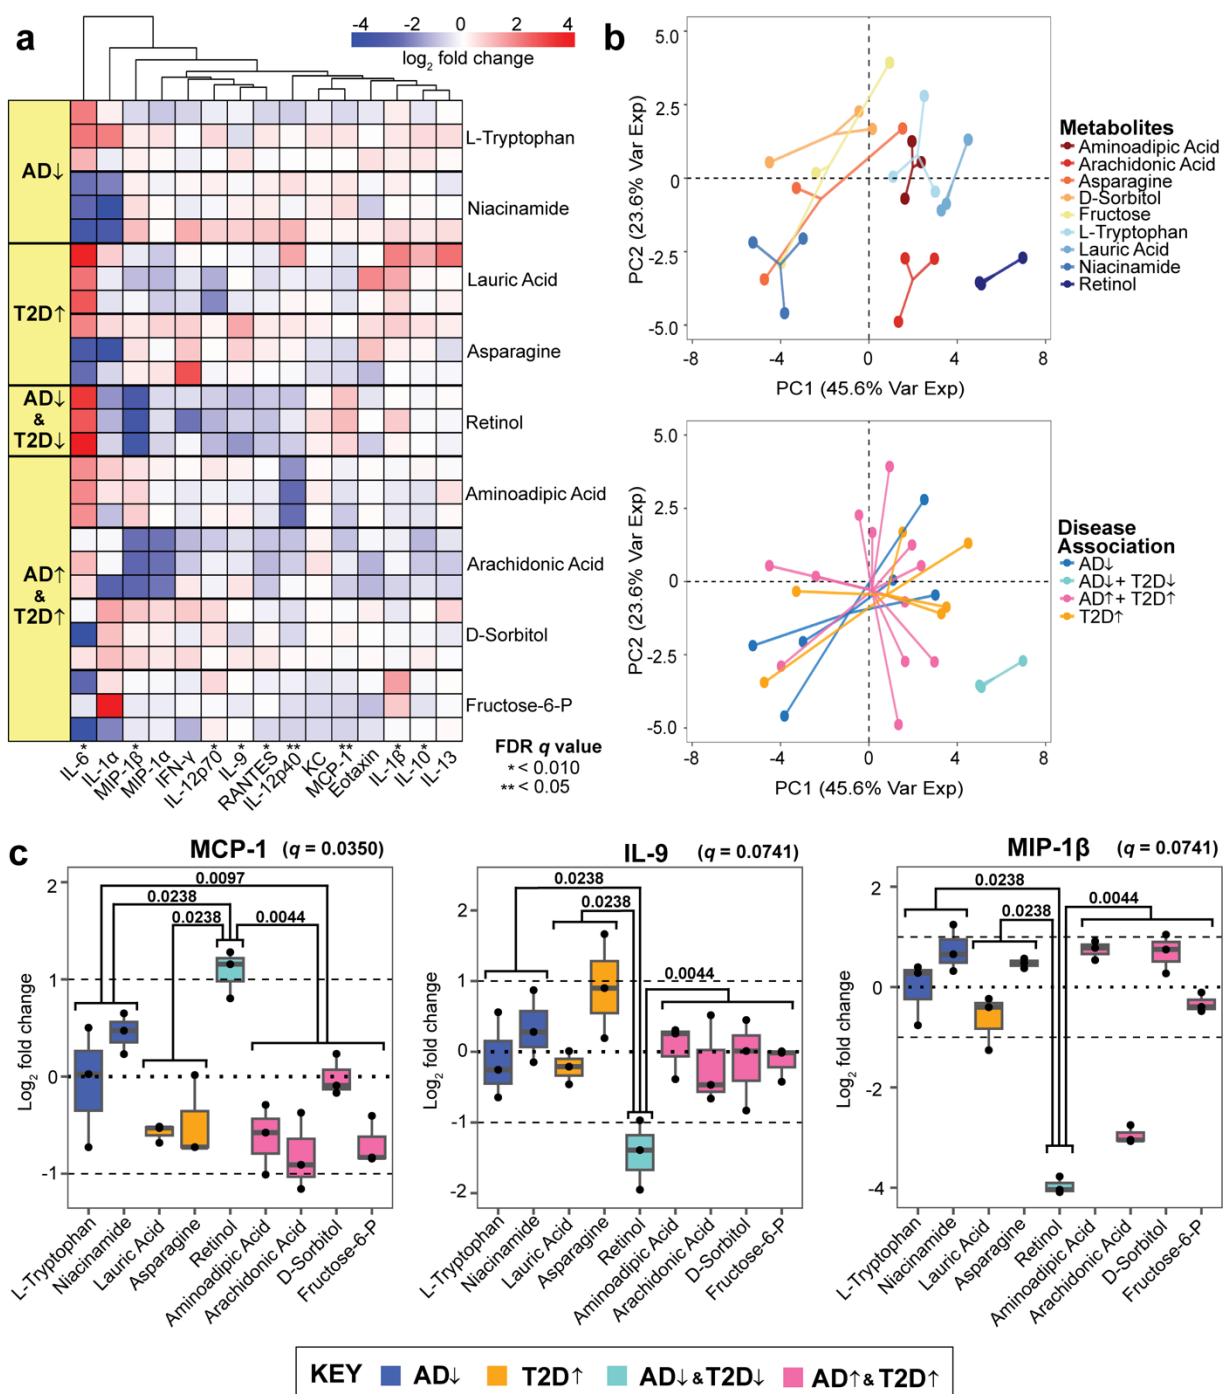 a
-4 -2 0 2 4
log2 fold change
AD↓
T2D↑
AD↓
&
T2D↓
AD↑
&
T2D↑
L-Tryptophan
Niacinamide
Lauric Acid
Asparagine
Retinol
Aminoadipic Acid
Arachidonic Acid
D-Sorbitol
Fructose-6-P
IL-6*
IL-1α
MIP-1β*
MIP-1α
IFN-γ
IL-12p70*
IL-9*
RANTES*
IL-12p40**
KC
MCP-1**
Eotaxin
IL-1β*
IL-10*
IL-13
FDR q value
* < 0.010
** < 0.05
b
5.0
2.5
0
-2.5
-5.0
PC2 (23.6% Var Exp)
-8 -4 0 4 8
PC1 (45.6% Var Exp)
Metabolites
Aminoadipic Acid
Arachidonic Acid
Asparagine
D-Sorbitol
Fructose
L-Tryptophan
Lauric Acid
Niacinamide
Retinol
5.0
2.5
0
-2.5
-5.0
PC2 (23.6% Var Exp)
-8 -4 0 4 8
PC1 (45.6% Var Exp)
Disease
Association
AD↓
AD↓+ T2D↓
AD↑+ T2D↑
T2D↑
c
MCP-1 (q = 0.0350)
0.0097
0.0238
0.0238 0.0044
2
1
0
-1
Log2 fold change
L-Tryptophan
Niacinamide
Lauric Acid
Asparagine
Retinol
Aminoadipic Acid
Arachidonic Acid
D-Sorbitol
Fructose-6-P
IL-9 (q = 0.0741)
0.0238
0.0238
0.0044
2
1
0
-1
-2
Log2 fold change
L-Tryptophan
Niacinamide
Lauric Acid
Asparagine
Retinol
Aminoadipic Acid
Arachidonic Acid
D-Sorbitol
Fructose-6-P
MIP-1β (q = 0.0741)
0.0238
0.0238 0.0044
2
0
-2
-4
Log2 fold change
L-Tryptophan
Niacinamide
Lauric Acid
Asparagine
Retinol
Aminoadipic Acid
Arachidonic Acid
D-Sorbitol
Fructose-6-P
KEY AD↓ T2D↑ AD↓&T2D↓ AD↑&T2D↑